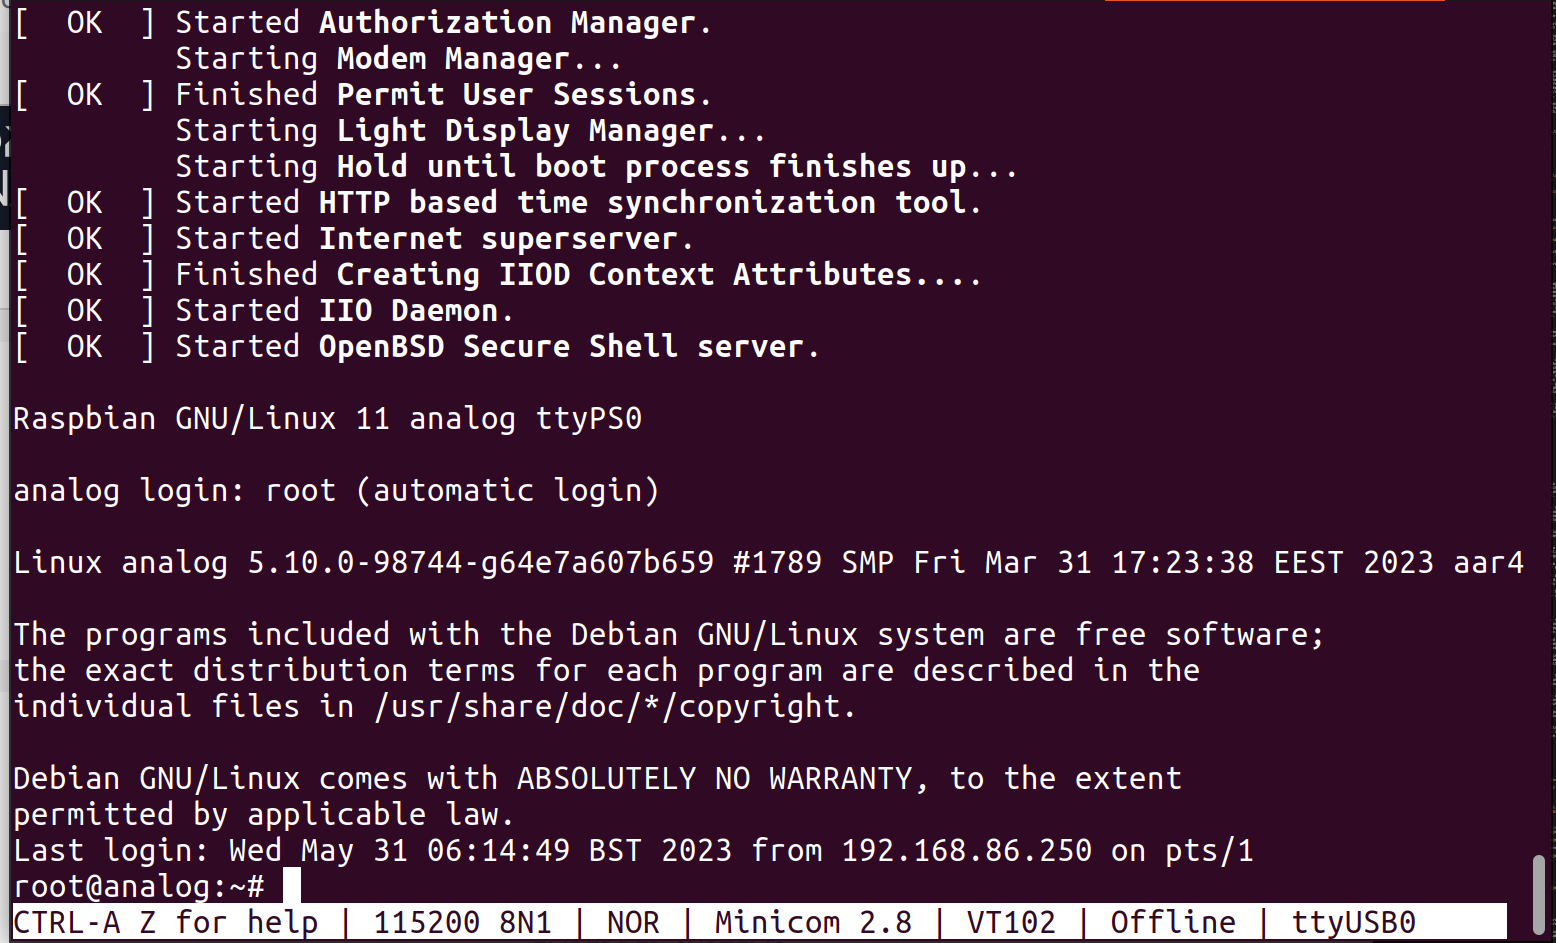 [  OK  ] Started Authorization Manager.
         Starting Modem Manager...
[  OK  ] Finished Permit User Sessions.
         Starting Light Display Manager...
         Starting Hold until boot process finishes up...
[  OK  ] Started HTTP based time synchronization tool.
[  OK  ] Started Internet superserver.
[  OK  ] Finished Creating IIOD Context Attributes....
[  OK  ] Started IIO Daemon.
[  OK  ] Started OpenBSD Secure Shell server.
Raspbian GNU/Linux 11 analog ttyPS0
analog login: root (automatic login)
Linux analog 5.10.0-98744-g64e7a607b659 #1789 SMP Fri Mar 31 17:23:38 EEST 2023 aar4
The programs included with the Debian GNU/Linux system are free software;
the exact distribution terms for each program are described in the
individual files in /usr/share/doc/*/copyright.
Debian GNU/Linux comes with ABSOLUTELY NO WARRANTY, to the extent
permitted by applicable law.
Last login: Wed May 31 06:14:49 BST 2023 from 192.168.86.250 on pts/1
root@analog:~#
CTRL-A Z for help | 115200 8N1 | NOR | Minicom 2.8 | VT102 | Offline | ttyUSB0